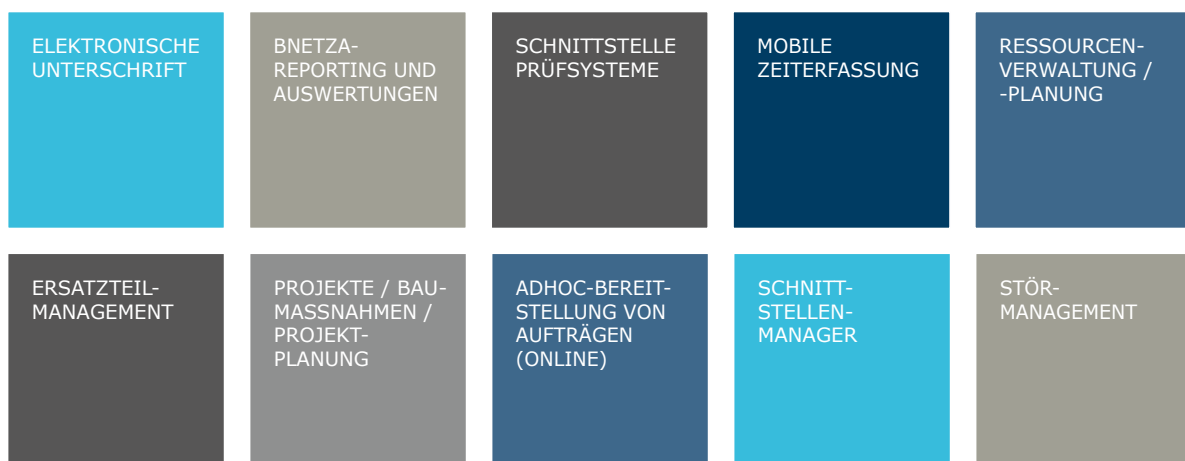 ELEKTRONISCHE
UNTERSCHRIFT
BNETZA-
REPORTING UND
AUSWERTUNGEN
SCHNITTSTELLE
PRÜFSYSTEME
MOBILE
ZEITERFASSUNG
RESSOURCEN-
VERWALTUNG /
-PLANUNG
ERSATZTEIL-
MANAGEMENT
PROJEKTE / BAU-
MASSNAHMEN /
PROJEKT-
PLANUNG
ADHOC-BEREIT-
STELLUNG VON
AUFTRÄGEN
(ONLINE)
SCHNITT-
STELLEN-
MANAGER
STÖR-
MANAGEMENT